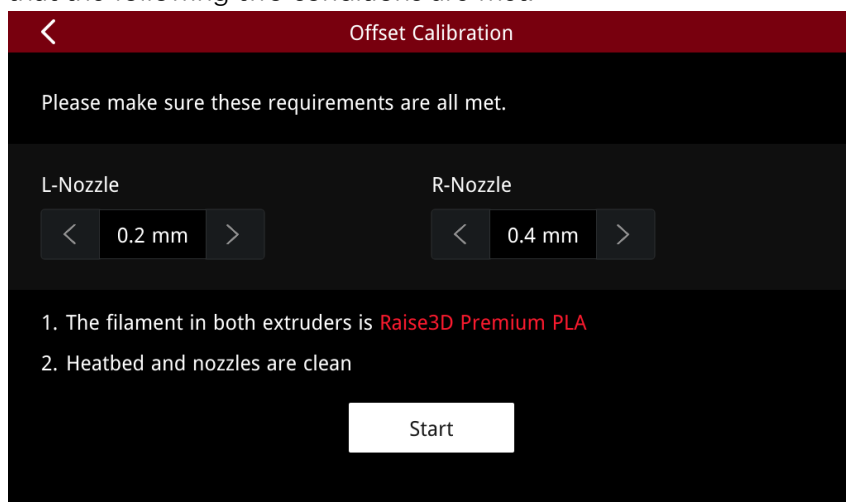 Offset Calibration
Please make sure these requirements are all met.
L-Nozzle R-Nozzle
0.2 mm 0.4 mm
1. The filament in both extruders is Raise3D Premium PLA
2. Heatbed and nozzles are clean
Start